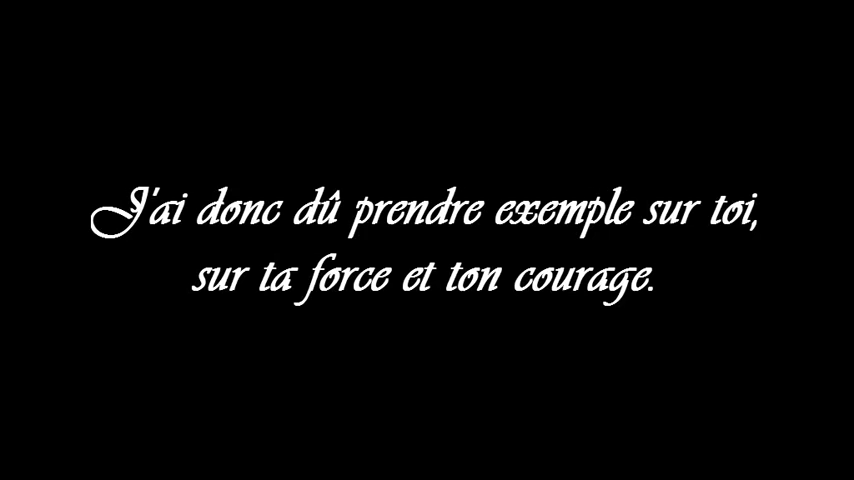 J'ai donc dû prendre exemple sur toi,
sur ta force et ton courage.